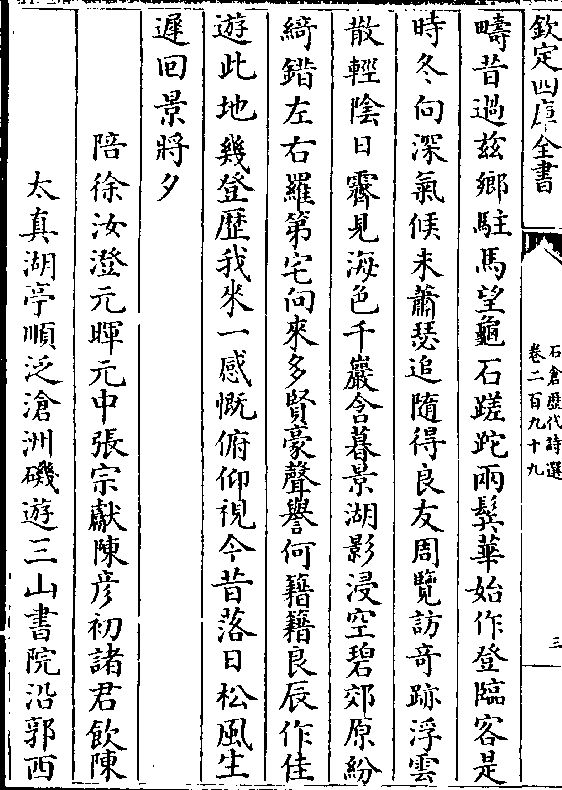 欽定四庫全書
石倉歷代詩選
卷二百九十九
三
疇昔過兹鄉駐馬望龜石蹉跎兩鬂華始作登臨客是
時冬向深氣候未蕭瑟追隨得良友周覽訪奇跡浮雲
散輕陰日霽見海色千巖含暮景湖影浸空碧郊原紛
綺錯左右羅第宅向來多賢豪聲譽何籍籍良辰作佳
遊此地幾登歷我來一感慨俯仰視今昔落日松風生
遲回景將夕
陪徐汝澄元暉元中張宗獻陳彦初諸君飲陳
太真湖亭順泛滄洲磯遊三山書院沿郭西